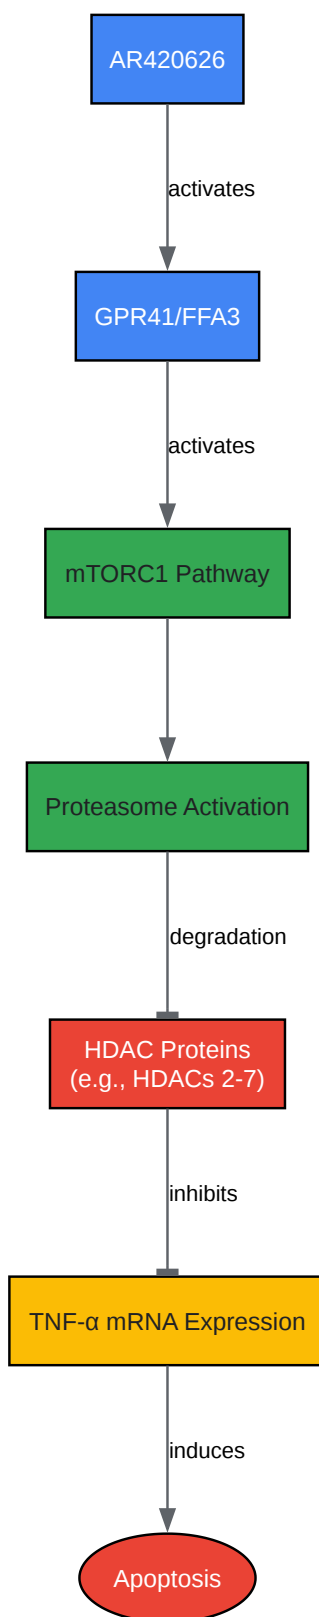 AR420626
activates
GPR41/FFA3
activates
mTORC1 Pathway
Proteasome Activation
degradation
HDAC Proteins
(e.g., HDACs 2-7)
inhibits
TNF-α mRNA Expression
induces
Apoptosis